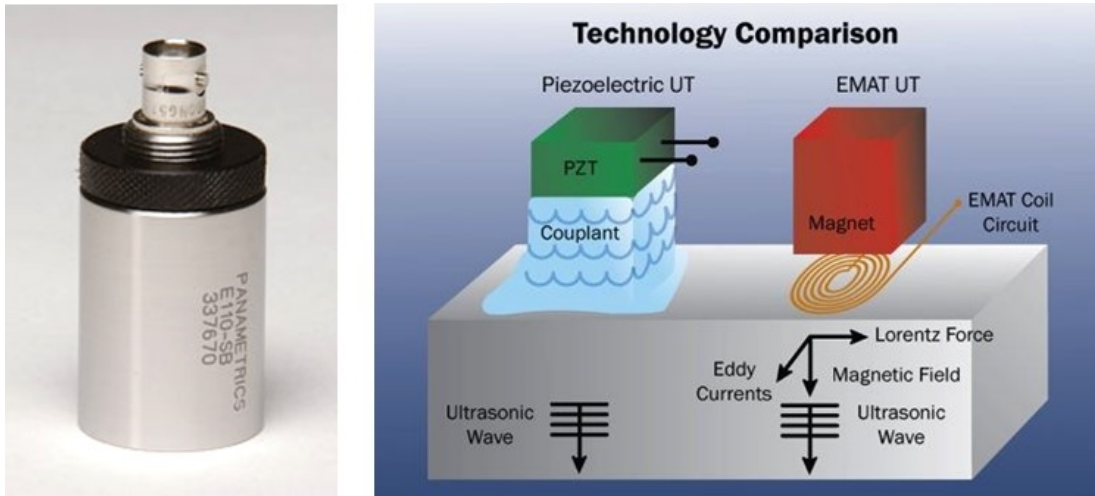 PANAMETRICS
E110-SB
337670
Technology Comparison
Piezoelectric UT
EMAT UT
PZT
Couplant
Magnet
EMAT Coil
Circuit
Lorentz Force
Eddy
Currents
Magnetic Field
Ultrasonic
Wave
Ultrasonic
Wave